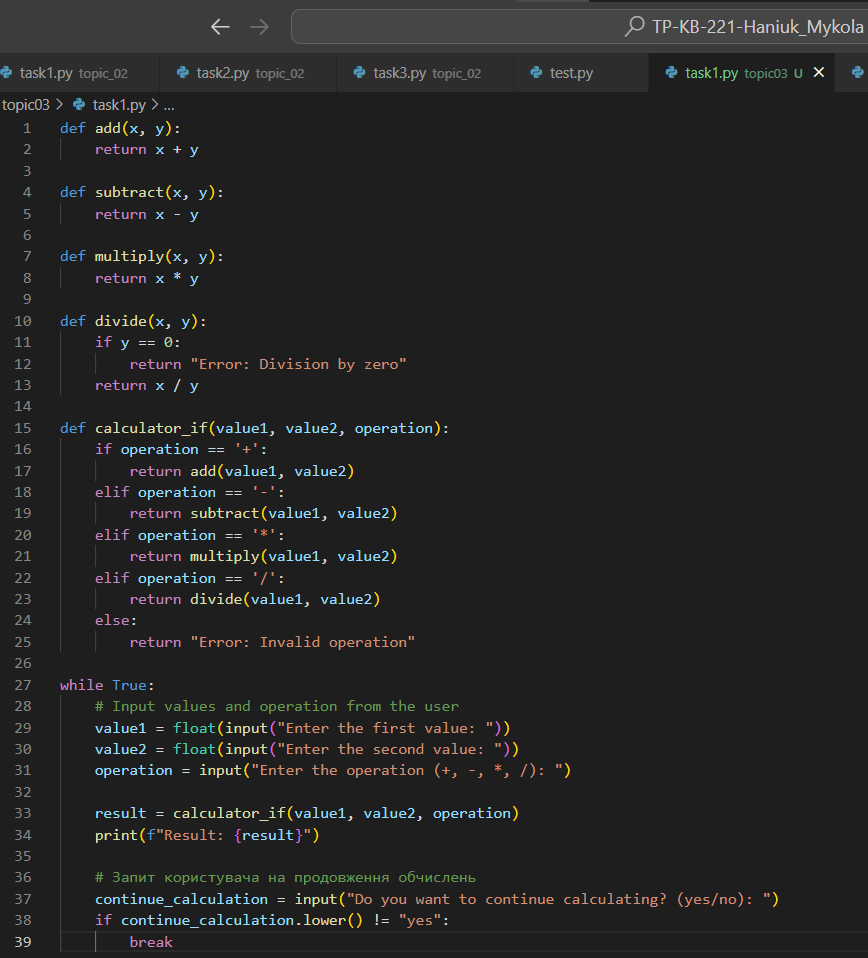 ← → TP-KB-221-Haniuk_Mykola
task1.py topic_02 task2.py topic_02 task3.py topic_02 test.py task1.py topic03 U ×
topic03 > task1.py > ...
1 def add(x, y):
2     return x + y
3
4 def subtract(x, y):
5     return x - y
6
7 def multiply(x, y):
8     return x * y
9
10 def divide(x, y):
11     if y == 0:
12         return "Error: Division by zero"
13     return x / y
14
15 def calculator_if(value1, value2, operation):
16     if operation == '+':
17         return add(value1, value2)
18     elif operation == '-':
19         return subtract(value1, value2)
20     elif operation == '*':
21         return multiply(value1, value2)
22     elif operation == '/':
23         return divide(value1, value2)
24     else:
25         return "Error: Invalid operation"
26
27 while True:
28     # Input values and operation from the user
29     value1 = float(input("Enter the first value: "))
30     value2 = float(input("Enter the second value: "))
31     operation = input("Enter the operation (+, -, *, /): ")
32
33     result = calculator_if(value1, value2, operation)
34     print(f"Result: {result}")
35
36     # Запит користувача на продовження обчислень
37     continue_calculation = input("Do you want to continue calculating? (yes/no): ")
38     if continue_calculation.lower() != "yes":
39         break